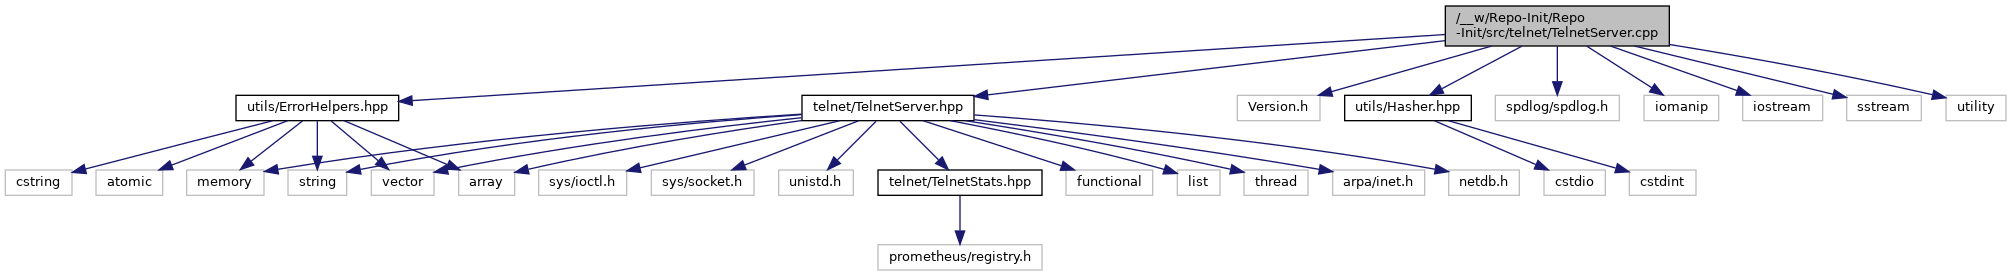 /__w/Repo-Init/Repo
-Init/src/telnet/TelnetServer.cpp
utils/ErrorHelpers.hpp
telnet/TelnetServer.hpp
Version.h
utils/Hasher.hpp
spdlog/spdlog.h
iomanip
iostream
sstream
utility
cstring
atomic
memory
string
vector
array
sys/ioctl.h
sys/socket.h
unistd.h
telnet/TelnetStats.hpp
functional
list
thread
arpa/inet.h
netdb.h
cstdio
cstdint
prometheus/registry.h